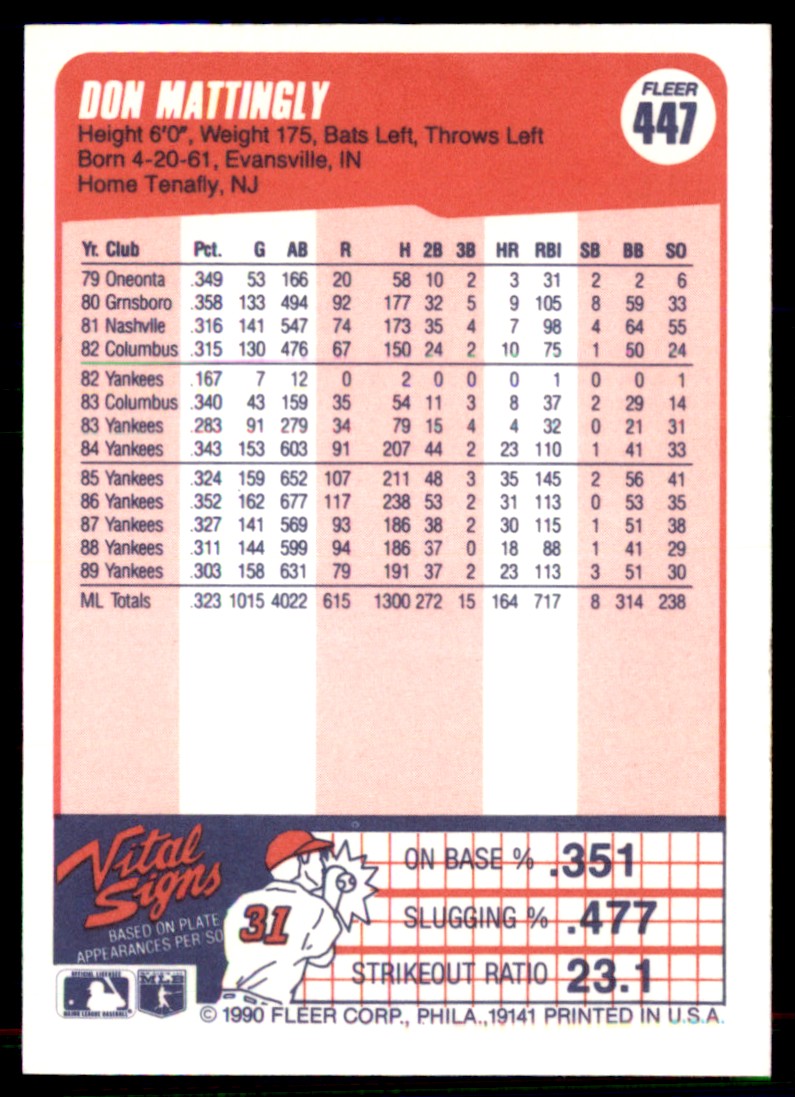 DON MATTINGLY
FLEER
447
Height 6'0", Weight 175, Bats Left, Throws Left
Born 4-20-61, Evansville, IN
Home Tenafly, NJ
Yr. Club Pct. G AB R H 2B 3B HR RBI SB BB SO
79 Oneonta .349 53 166 20 58 10 2 3 31 2 2 6
80 Grnsboro .358 133 494 92 177 32 5 9 105 8 59 33
81 Nashvile .316 141 547 74 173 35 4 7 98 4 64 55
82 Columbus .315 130 476 67 150 24 2 10 75 1 50 24
82 Yankees .167 7 12 0 2 0 0 0 1 0 0 1
83 Columbus .340 43 159 35 54 11 3 8 37 2 29 14
83 Yankees .283 91 279 34 79 15 4 4 32 0 21 31
84 Yankees .343 153 603 91 207 44 2 23 110 1 41 33
85 Yankees .324 159 652 107 211 48 3 35 145 2 56 41
86 Yankees .352 162 677 117 238 53 2 31 113 0 53 35
87 Yankees .327 141 569 93 186 38 2 30 115 1 51 38
88 Yankees .311 144 599 94 186 37 0 18 88 1 41 29
89 Yankees .303 158 631 79 191 37 2 23 113 3 51 30
ML Totals .323 1015 4022 615 1300 272 15 164 717 8 314 238
Vital
Signs
BASED ON PLATE
APPEARANCES PER SO
31
ON BASE % .351
SLUGGING % .477
STRIKEOUT RATIO 23.1
OFFICIAL LICENSEE
MAJOR LEAGUE BASEBALL
MLB
© 1990 FLEER CORP., PHILA., 19141 PRINTED IN U.S.A.